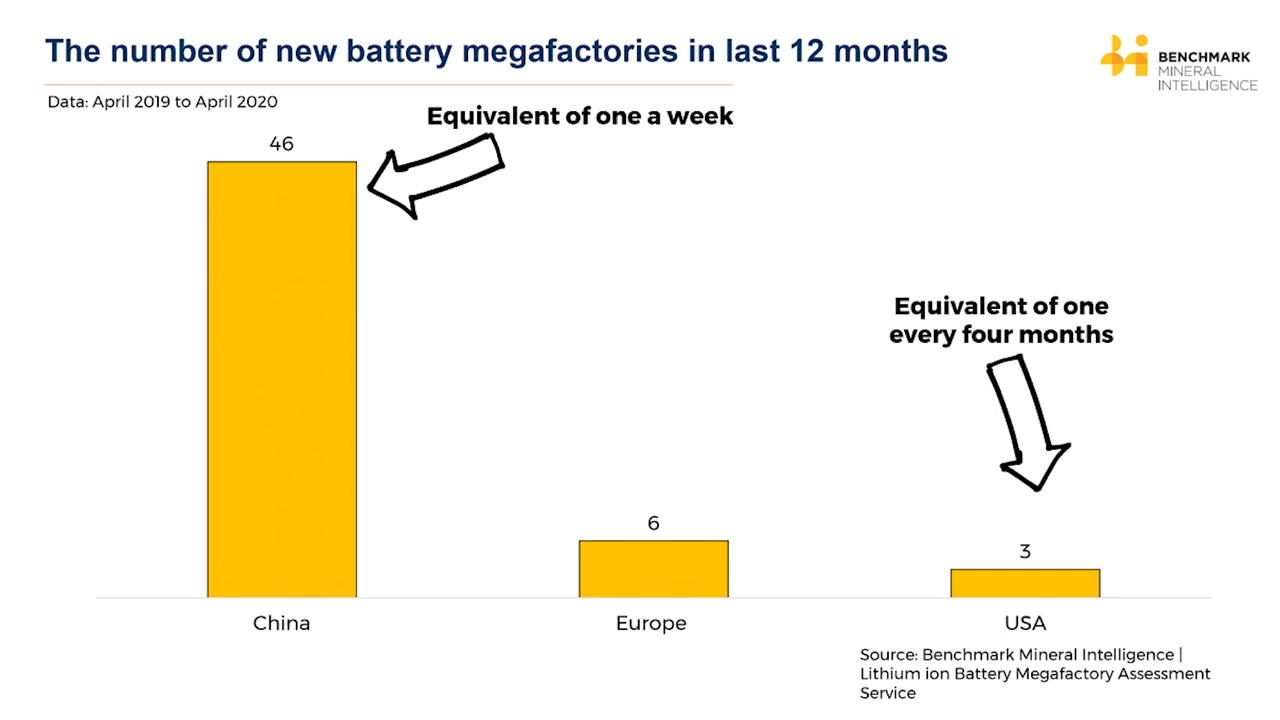 The number of new battery megafactories in last 12 months
BENCHMARK
MINERAL
INTELLIGENCE
Data: April 2019 to April 2020
Equivalent of one a week
46
Equivalent of one
every four months
6
3
China
Europe
USA
Source: Benchmark Mineral Intelligence |
Lithium ion Battery Megafactory Assessment
Service